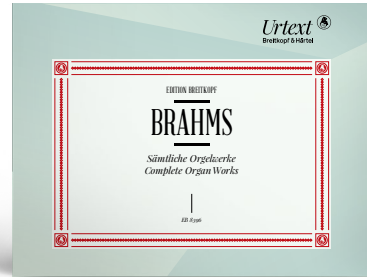 Urtext
Breitkopf & Härtel
EDITION BREITKOPF
BRAHMS
Sämtliche Orgelwerke
Complete Organ Works
EB 8396